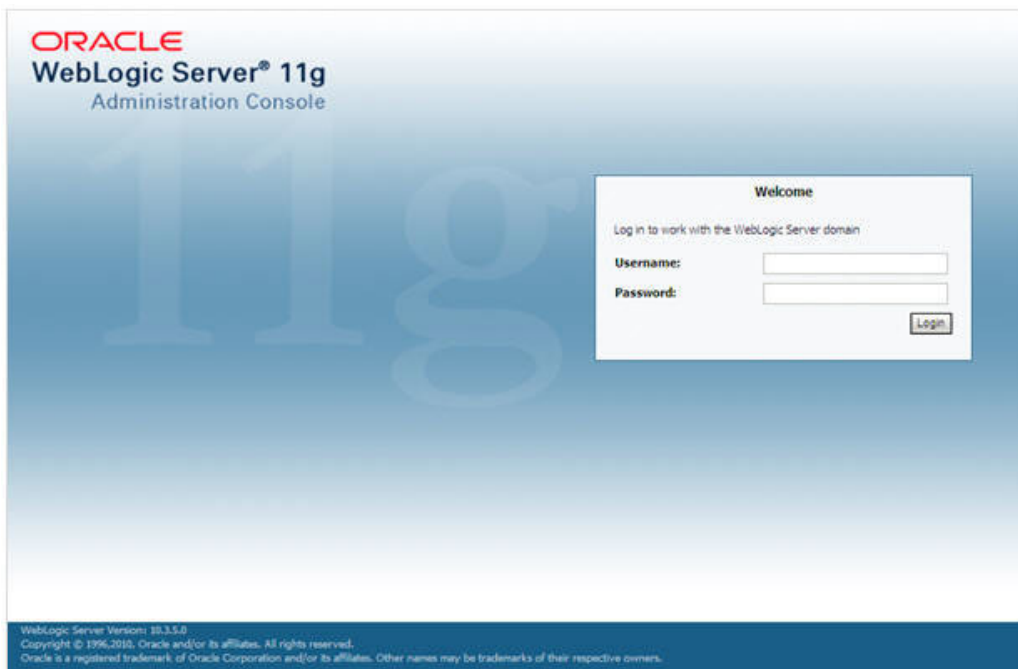 ORACLE
WebLogic Server® 11g
Administration Console
11g
Welcome
Log in to work with the WebLogic Server domain
Username:
Password:
Login
WebLogic Server Version: 10.3.5.0
Copyright © 1996,2010, Oracle and/or its affiliates. All rights reserved.
Oracle is a registered trademark of Oracle Corporation and/or its affiliates. Other names may be trademarks of their respective owners.